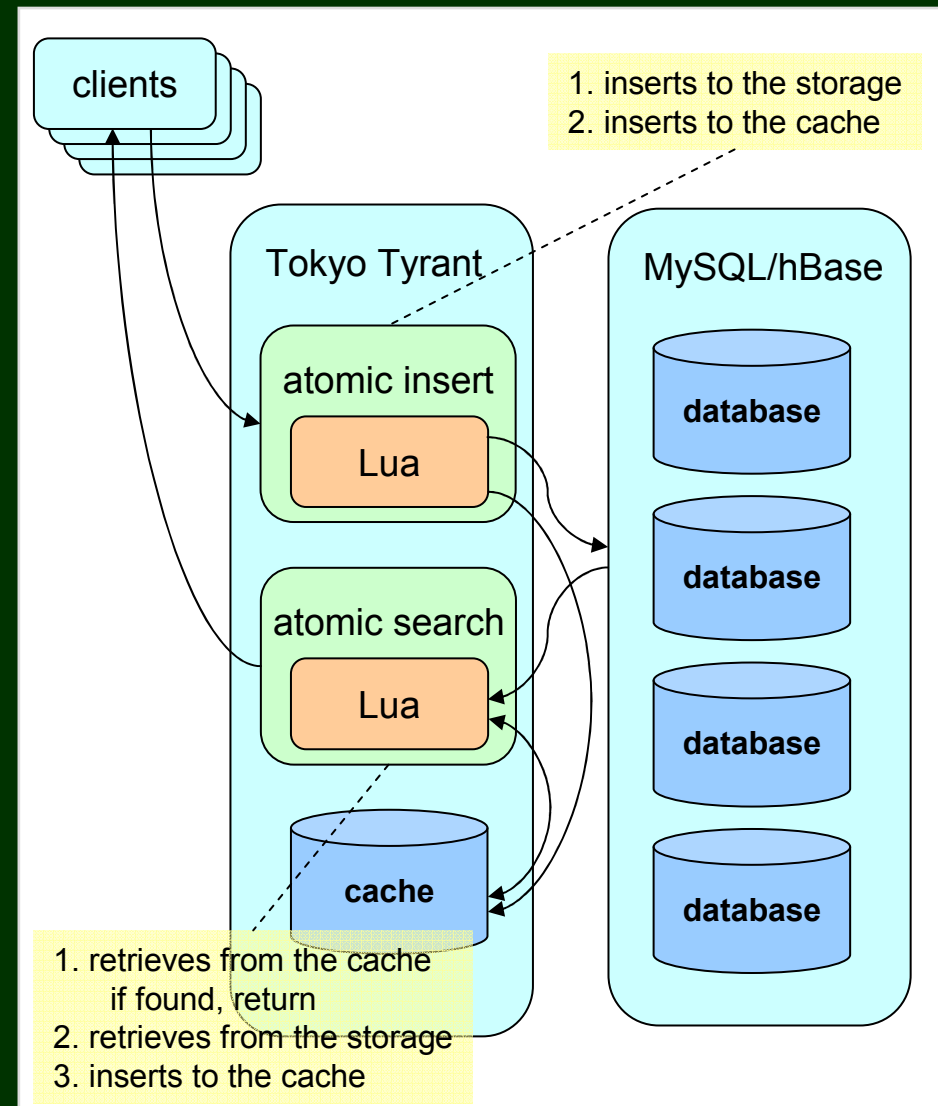 clients
1. inserts to the storage
2. inserts to the cache
Tokyo Tyrant
MySQL/hBase
atomic insert
Lua
database
database
atomic search
Lua
database
cache
database
1. retrieves from the cache
if found, return
2. retrieves from the storage
3. inserts to the cache